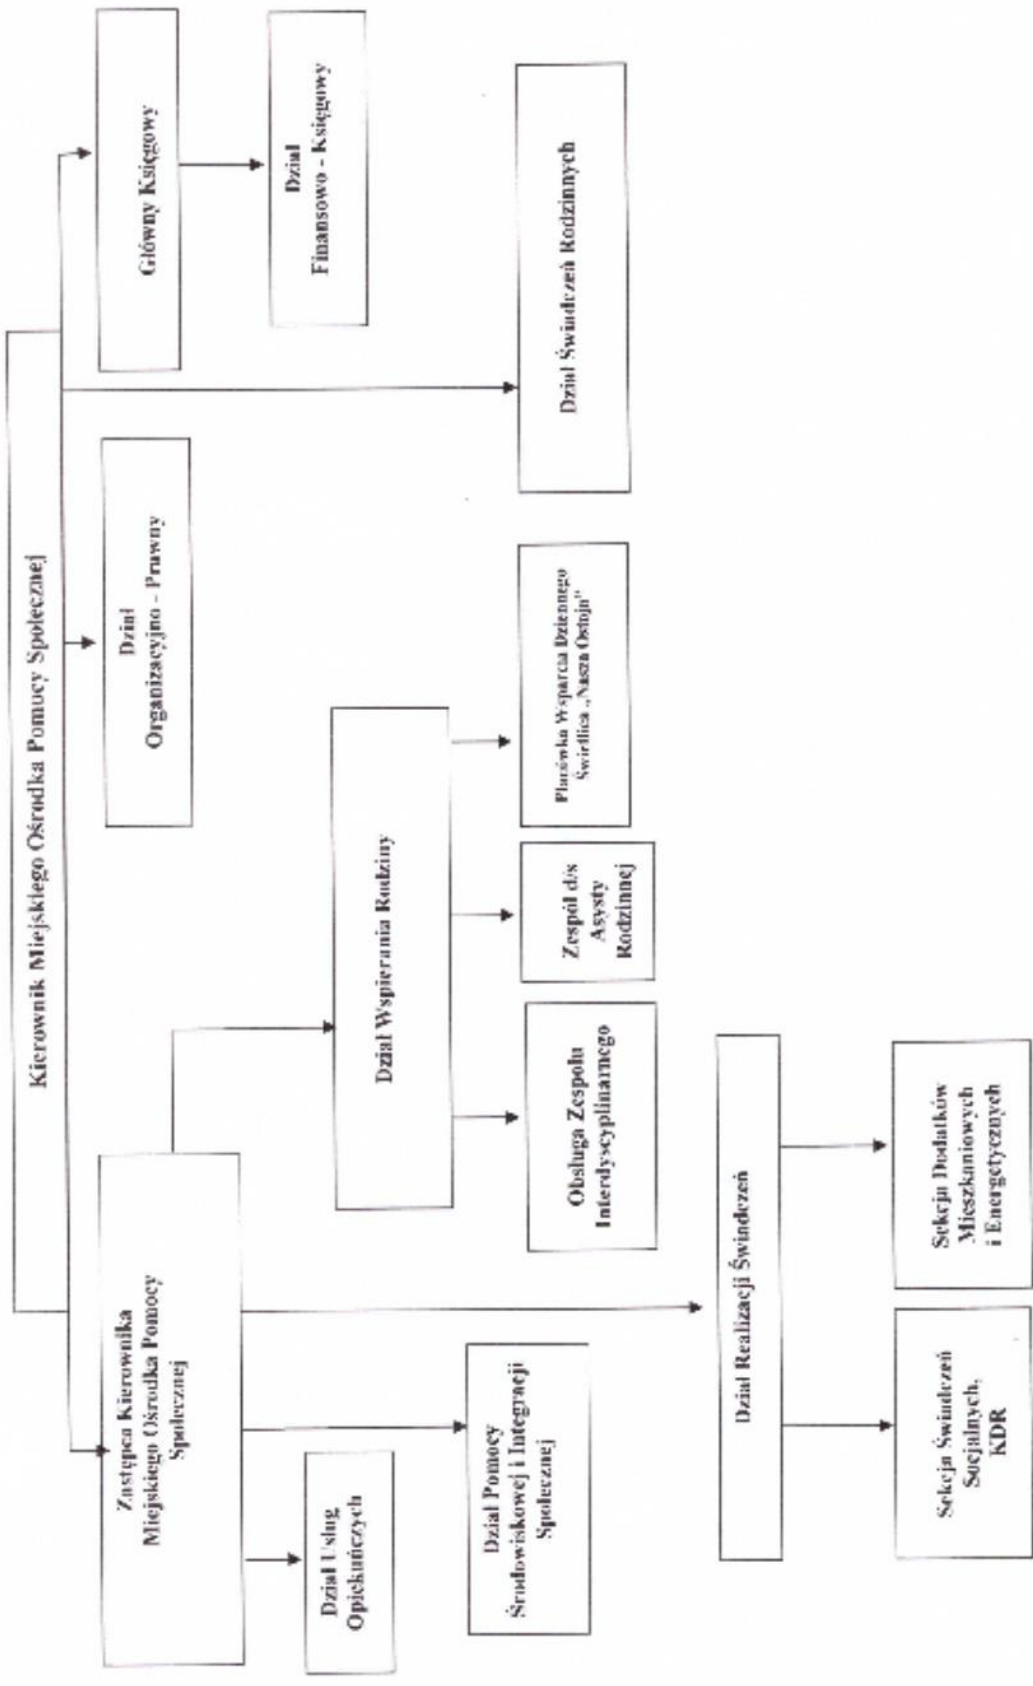 Kierownik Miejskiego Ośrodka Pomocy Społecznej
Zastępca Kierownika
Miejskiego Ośrodka Pomocy
Społecznej
Dział
Organizacyjno - Prawny
Główny Księgowy
Dział
Finansowo - Księgowy
Dział Usług
Opiekuńczych
Dział Wspierania Rodziny
Dział Pomocy
Środowiskowej i Integracji
Społecznej
Obsługa Zespołu
Interdyscyplinarnego
Zespół d/s
Asysty
Rodzinnej
Placówka Wsparcia Dziennego
Świetlica „Nasza Ostoja”
Dział Świadczeń Rodzinnych
Dział Realizacji Świadczeń
Sekcja Świadczeń
Socjalnych,
KDR
Sekcja Dodatków
Mieszkaniowych
i Energetycznych